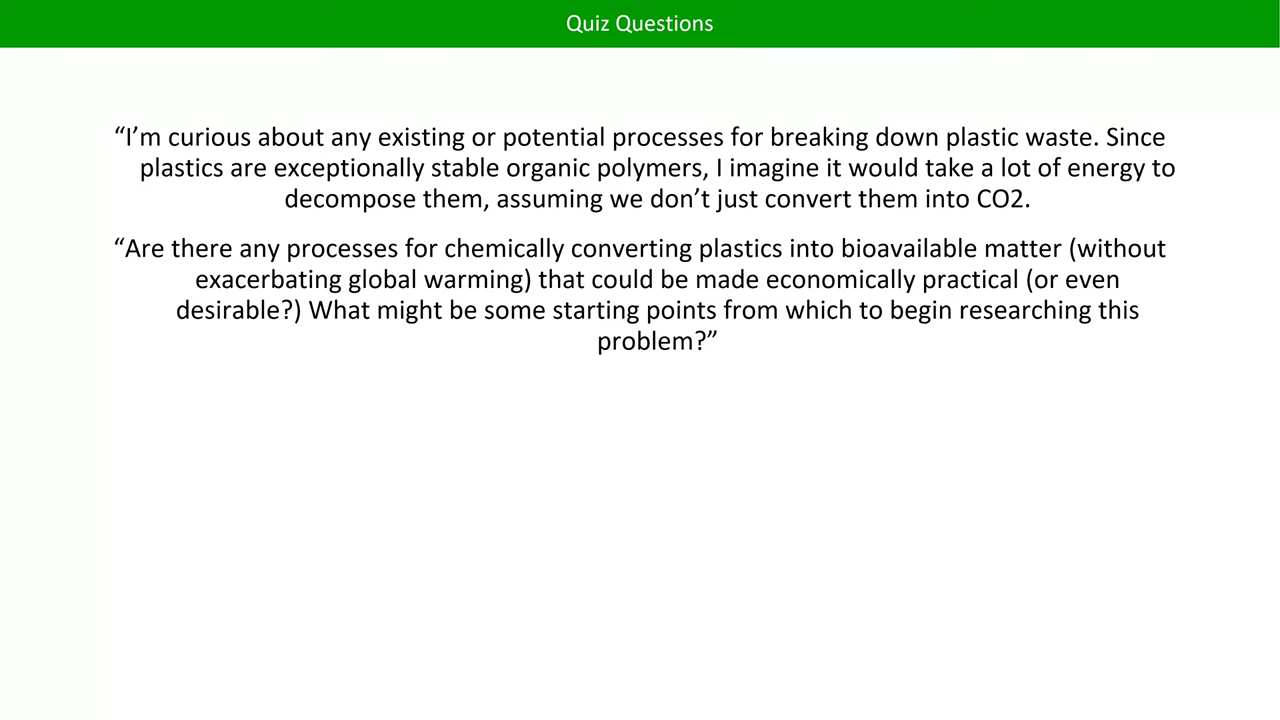 Quiz Questions
“I’m curious about any existing or potential processes for breaking down plastic waste. Since
plastics are exceptionally stable organic polymers, I imagine it would take a lot of energy to
decompose them, assuming we don’t just convert them into CO2.
“Are there any processes for chemically converting plastics into bioavailable matter (without
exacerbating global warming) that could be made economically practical (or even
desirable?) What might be some starting points from which to begin researching this
problem?”